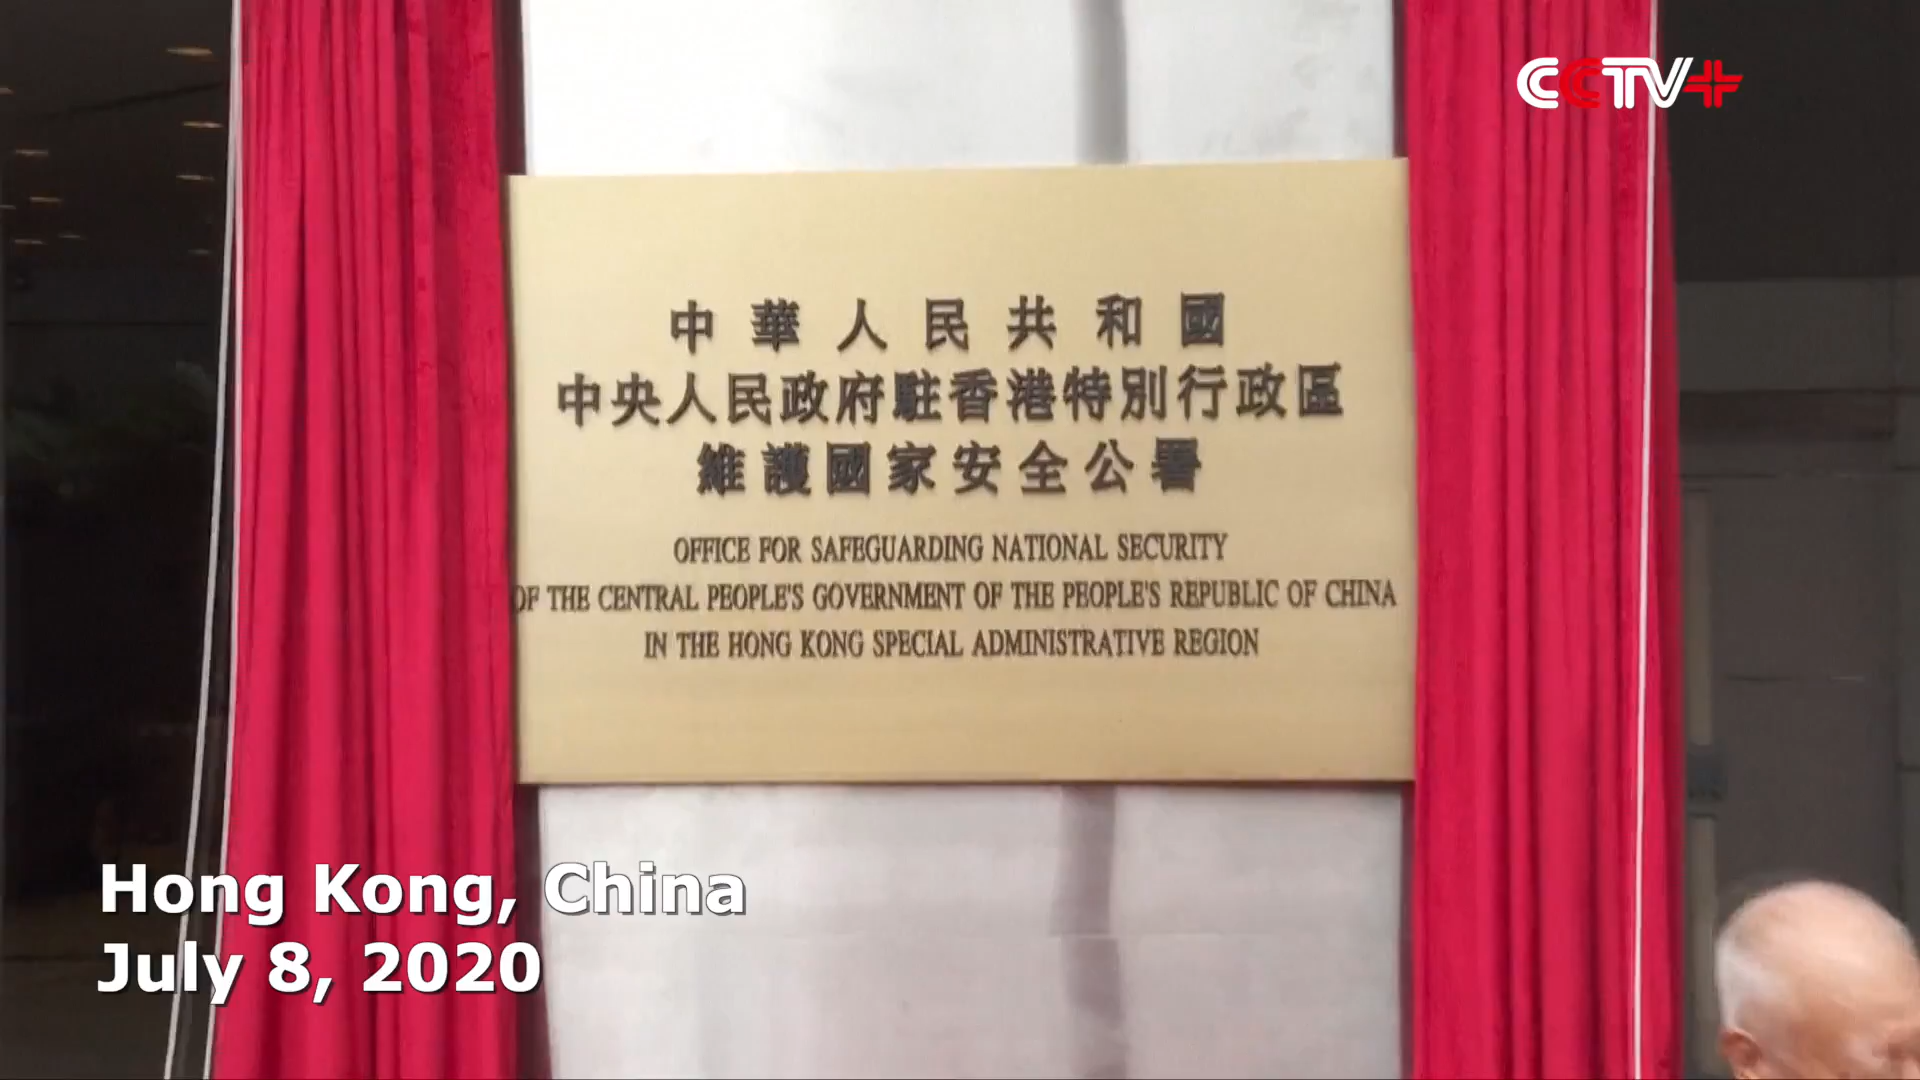 CCTV+
中華人民共和國
中央人民政府駐香港特別行政區
維護國家安全公署
OFFICE FOR SAFEGUARDING NATIONAL SECURITY
OF THE CENTRAL PEOPLE'S GOVERNMENT OF THE PEOPLE'S REPUBLIC OF CHINA
IN THE HONG KONG SPECIAL ADMINISTRATIVE REGION
Hong Kong, China
July 8, 2020